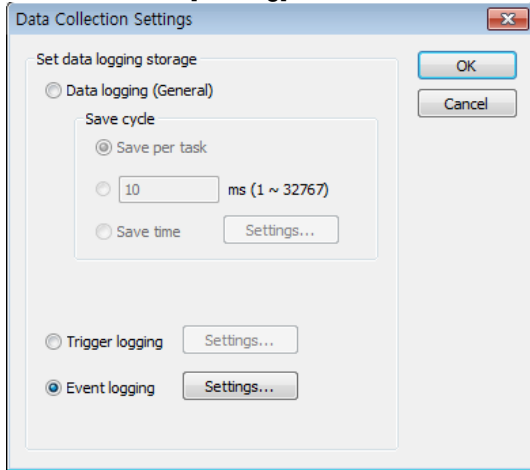 Data Collection Settings
Set data logging storage
OK
Data logging (General)
Cancel
Save cycle
Save per task
10 ms (1 ~ 32767)
Save time Settings...
Trigger logging Settings...
Event logging Settings...